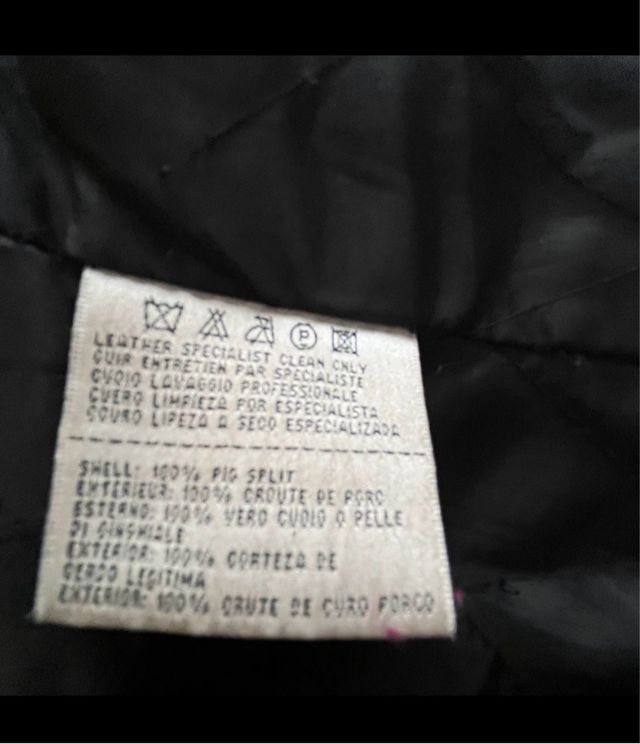 LEATHER SPECIALIST CLEAN ONLY
CUIR ENTRETIEN PAR SPECIALISTE
CUOIO LAVAGGIO PROFESSIONALE
CUERO LIMPIEZA POR ESPECIALISTA
COURO LIPEZA A SECO ESPECIALIZADA
SHELL: 100% PIG SPLIT
EXTERIEUR: 100% CROUTE DE PORC
ESTERNO: 100% VERO CUOIO O PELLE
DI CINGHIALE
EXTERIOR: 100% CORTEZA DE
CERDO LEGITIMA
EXTERIOR: 100% CRUTE DE CURO PORCO